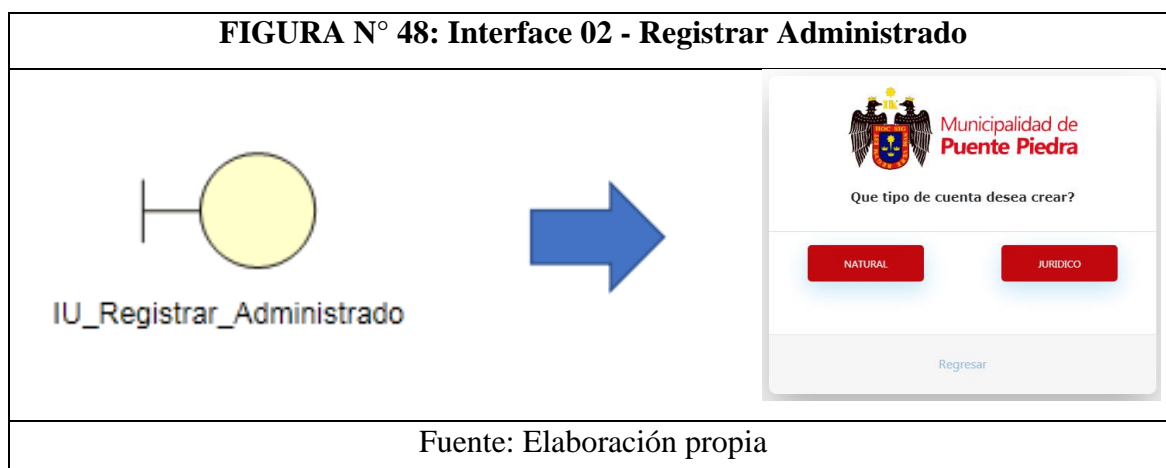 FIGURA N° 48: Interface 02 - Registrar Administrado
IU_Registrar_Administrado
Municipalidad de
Puente Piedra
Que tipo de cuenta desea crear?
NATURAL
JURIDICO
Regresar
Fuente: Elaboración propia